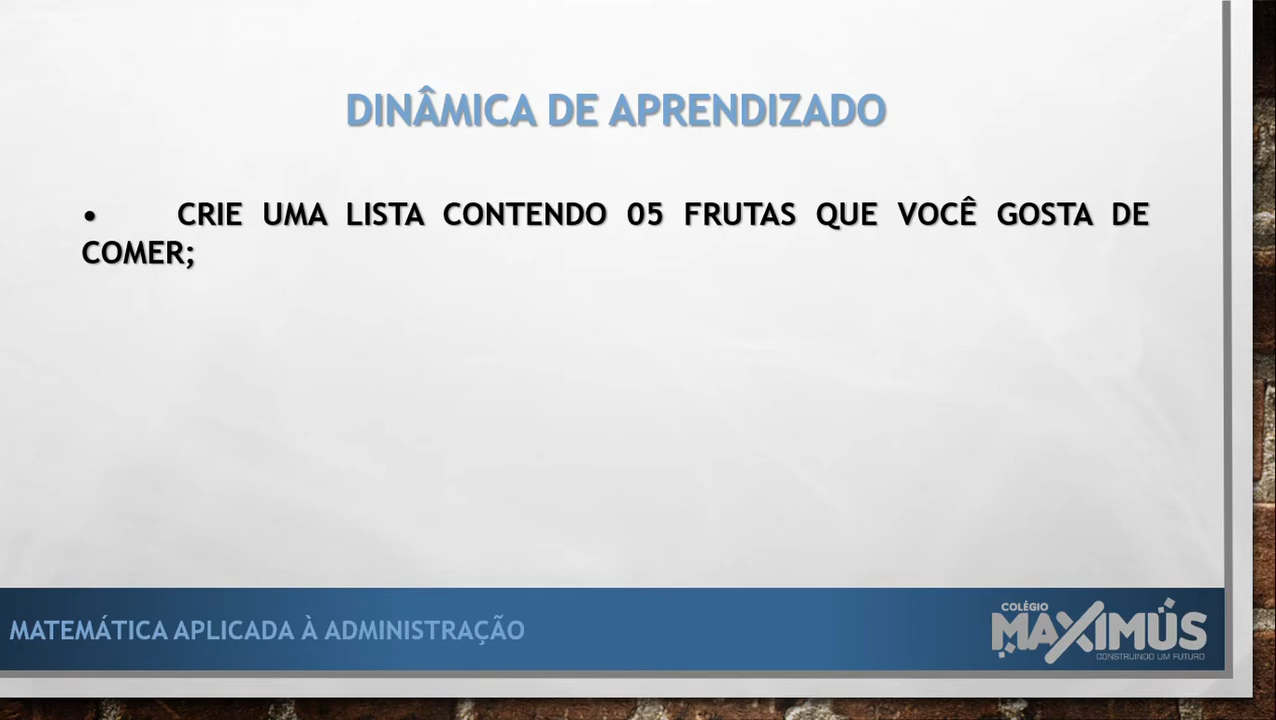 DINÂMICA DE APRENDIZADO
• CRIE UMA LISTA CONTENDO 05 FRUTAS QUE VOCÊ GOSTA DE
COMER;
MATEMÁTICA APLICADA À ADMINISTRAÇÃO
COLÉGIO
MAXIMÚS
CONSTRUINDO UM FUTURO